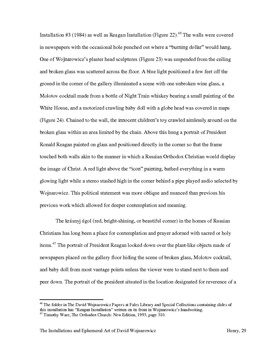 Installation #3 (1984) as well as Reagan Installation (Figure 22).46 The walls were covered
in newspapers with the occasional hole punched out where a "burning dollar" would hang.
One of Wojnarowicz's plaster head sculptures (Figure 23) was suspended from the ceiling
and broken glass was scattered across the floor. A blue light positioned a few feet off the
ground in the corner of the gallery illuminated a scene with one unbroken wine glass, a
Molotov cocktail made from a bottle of Night Train whiskey bearing a small painting of the
White House, and a motorized crawling baby doll with a globe head was covered in maps
(Figure 24). Chained to the wall, the innocent children's toy crawled aimlessly around on the
broken glass within an area limited by the chain. Above this hung a portrait of President
Ronald Reagan painted on glass and positioned directly in the corner so that the frame
touched both walls akin to the manner in which a Russian Orthodox Christian would display
the image of Christ. A red light above the "icon" painting, bathed everything in a warm
glowing light while a stereo studded high in the corner behind a pipe played audio selected by
Wojnarowicz. This political statement was more oblique and nuanced than previous his
previous work which allowed for deeper contemplation and meaning.
The krásnyj ugol (red, bright-shining, or beautiful corner) in the homes of Russian
Christians has long been a place for contemplation and prayer adorned with sacred or holy
items.47 The portrait of President Reagan looked down over the plant-like objects made of
newspapers placed on the gallery floor hiding the scene of broken glass, Molotov cocktail,
and baby doll from most vantage points unless the viewer were to stand next to them and
peer down. The portrait of the president situated in the location designated for reverence of a
46 The folder in The David Wojnarowicz Papers at Fales Library and Special Collections containing slides of
this installation has "Reagan Installation" written on its front in Wojnarowicz's handwriting.
47 Timothy Ware, The Orthodox Church: New Edition, 1993, page 310.
The Installations and Ephemeral Art of David Wojnarowicz
Henry, 29